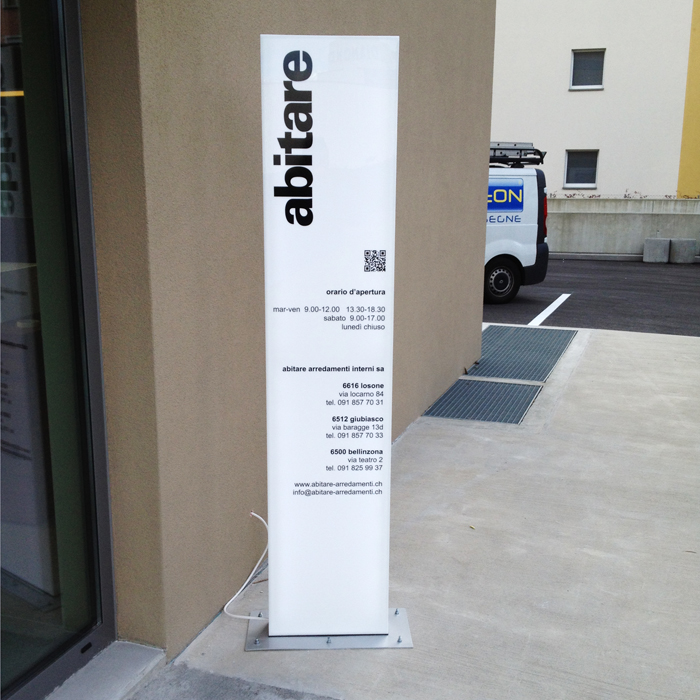 abitare
orario d'apertura
mar-ven 9.00-12.00 13.30-18.30
sabato 9.00-17.00
lunedì chiuso
abitare arredamenti interni sa
6616 losone
via locarno 84
tel. 091 857 70 31
6512 giubiasco
via baragge 13d
tel. 091 857 70 33
6500 bellinzona
via teatro 2
tel. 091 825 99 37
www.abitare-arredamenti.ch
info@abitare-arredamenti.ch
EON
SEGNE